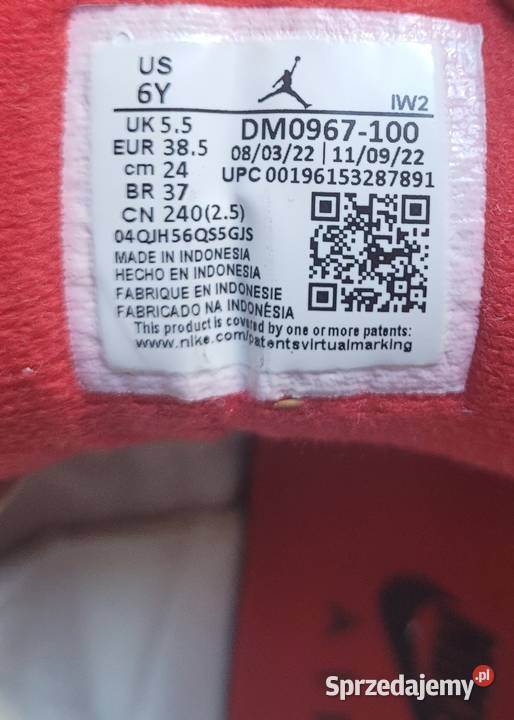 US
6Y
IW2
UK 5.5
DM0967-100
EUR 38.5
08/03/22 | 11/09/22
cm 24
UPC 00196153287891
BR 37
CN 240(2.5)
04QJH56QS5GJS
MADE IN INDONESIA
HECHO EN INDONESIA
FABRIQUE EN INDONESIE
FABRICADO NA INDONÉSIA
This product is covered by one or more patents:
www.nike.com/patentsvirtualmarking
Sprzedajemy.pl